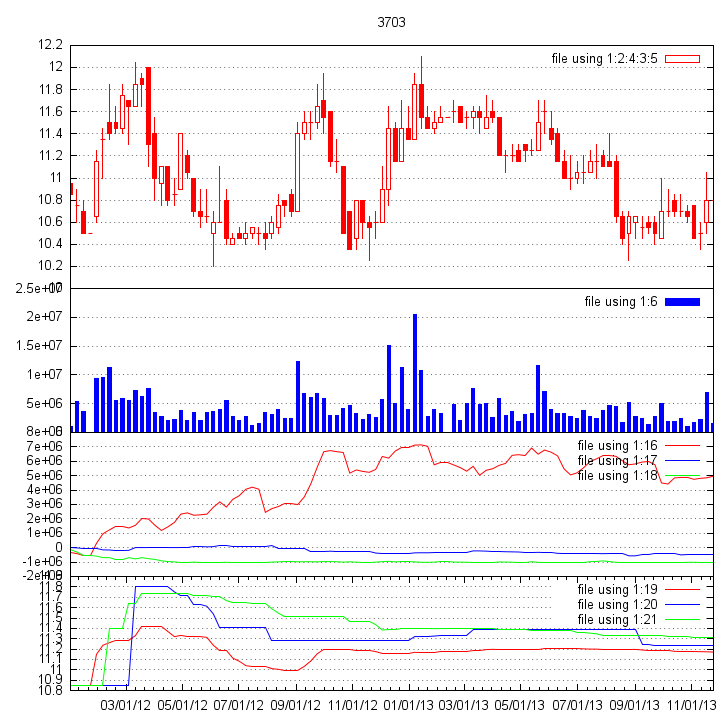 3703
12.2
file using 1:2:4:3:5
12
11.8
11.6
11.4
11.2
11
10.8
10.6
10.4
10.2
10
2.5e+07
file using 1:6
2e+07
1.5e+07
1e+07
5e+06
0
8e+06
file using 1:16
7e+06
file using 1:17
6e+06
file using 1:18
5e+06
4e+06
3e+06
2e+06
1e+06
0
-1e+06
-2e+06
11.8
file using 1:19
11.7
file using 1:20
11.6
11.5
file using 1:21
11.4
11.3
11.2
11.1
11
10.9
10.8
03/01/12 05/01/12 07/01/12 09/01/12 11/01/12 01/01/13 03/01/13 05/01/13 07/01/13 09/01/13 11/01/13